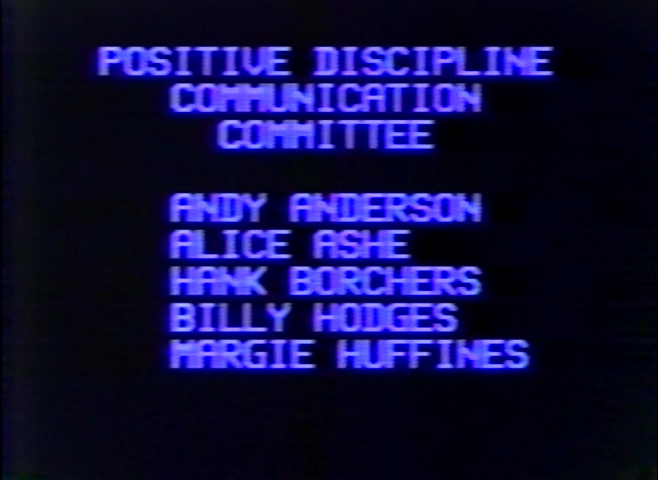 POSITIVE DISCIPLINE
COMMUNICATION
COMMITTEE
ANDY ANDERSON
ALICE ASHE
HANK BORCHERS
BILLY HODGES
MARGIE HUFFINES